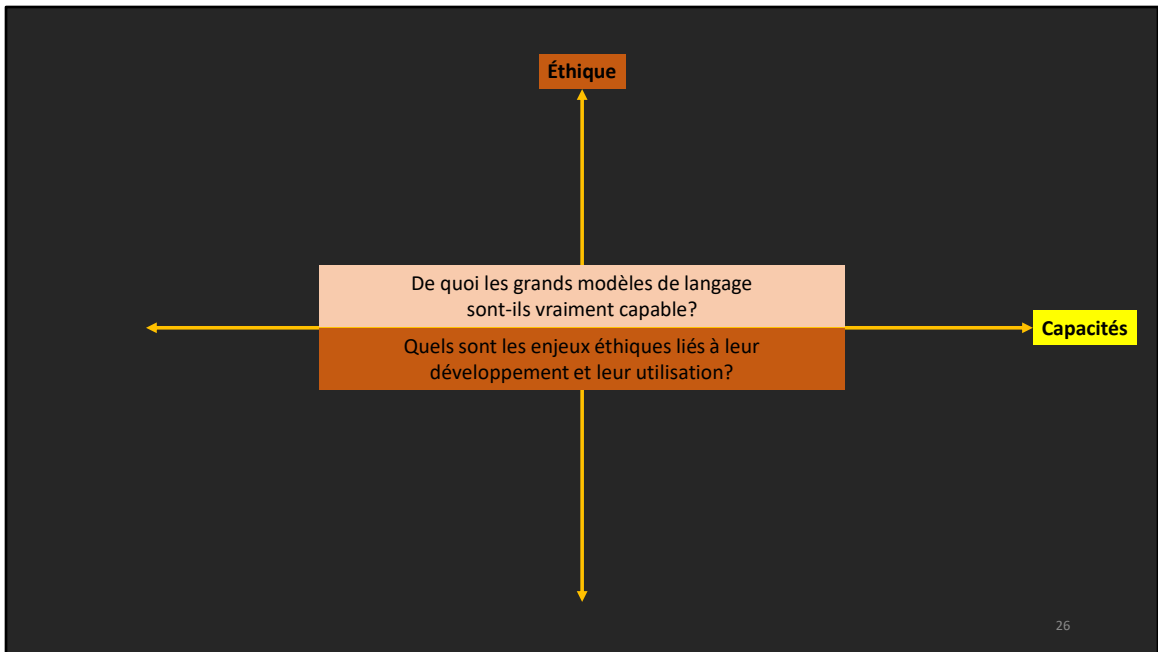 Éthique
De quoi les grands modèles de langage
sont-ils vraiment capable?
Capacités
Quels sont les enjeux éthiques liés à leur
développement et leur utilisation?
26